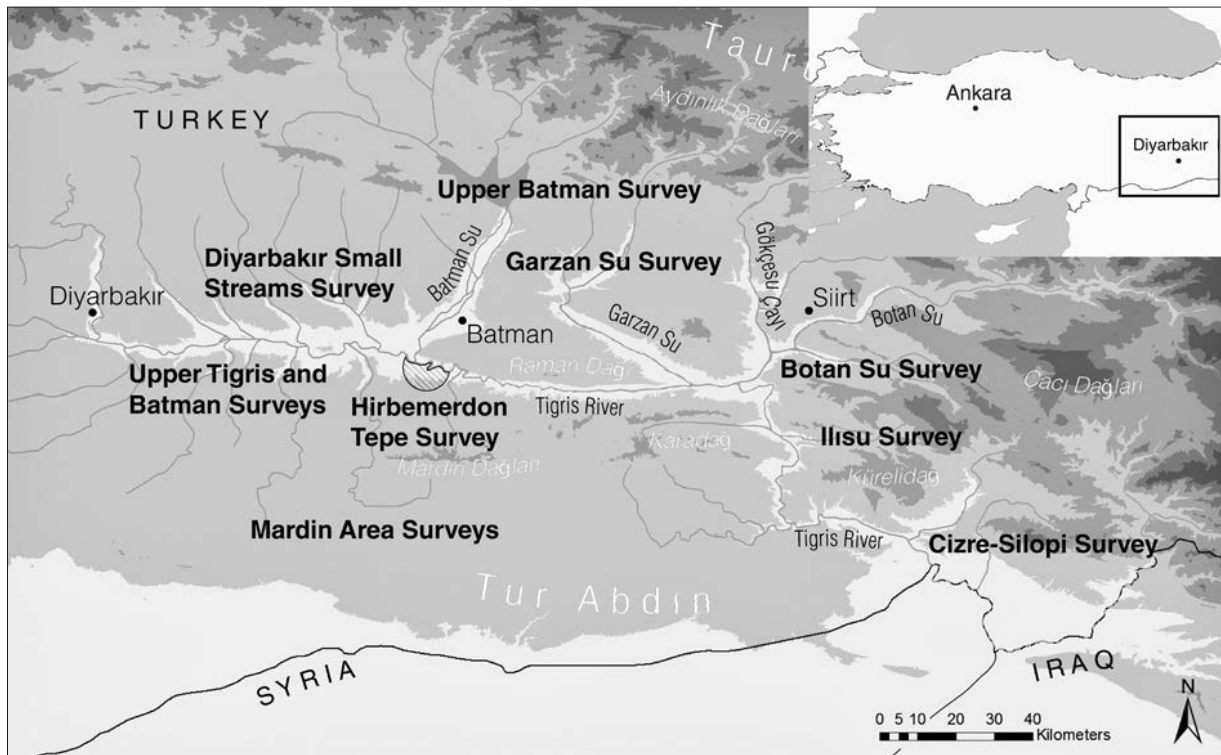 Taur
Ankara
TURKEY
Aydınlık Dağları
Diyarbakır
Upper Batman Survey
Batman Su
Gökçesu Çayı
Diyarbakır Small
Streams Survey
Garzan Su Survey
Diyarbakır
Siirt
Botan Su
Batman
Garzan Su
Raman Dağı
Botan Su Survey
Upper Tigris and
Batman Surveys
Hirbemerdon
Tepe Survey
Tigris River
Cacı Dağları
Karadağ
Ilısu Survey
Mardin Dağları
Kürelidağ
Mardin Area Surveys
Tigris River
Cizre-Silopi Survey
Tur Abdin
SYRIA
IRAQ
N
0 5 10 20 30 40
Kilometers